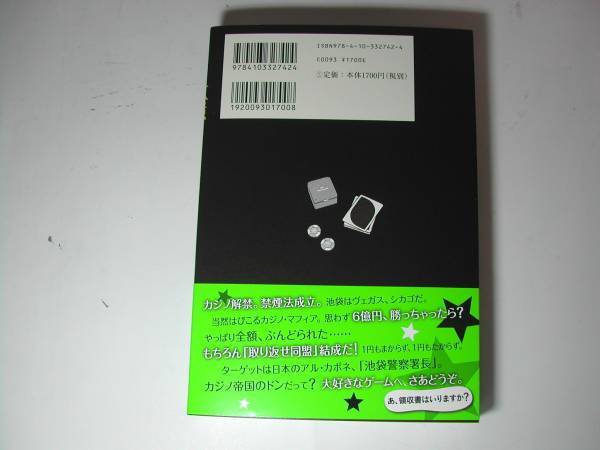 ISBN978-4-10-332742-4
C0093 ¥1700E
Ⓢ定価：本体1700円(税別)
9784103327424
1920093017008
カジノ解禁。禁煙法成立。池袋はヴェガス、シカゴだ。
当然はびこるカジノ・マフィア。思わず6億円、勝っちゃったら？
やっぱり全額、ぶんどられた……
もちろん「取り返せ同盟」結成だ！1円もまからず、1円もたからず。
ターゲットは日本のアル・カポネ、「池袋警察署長」。
カジノ帝国のドンだって？ 大好きなゲームへ、さあどうぞ。
あ、領収書はいりますか？